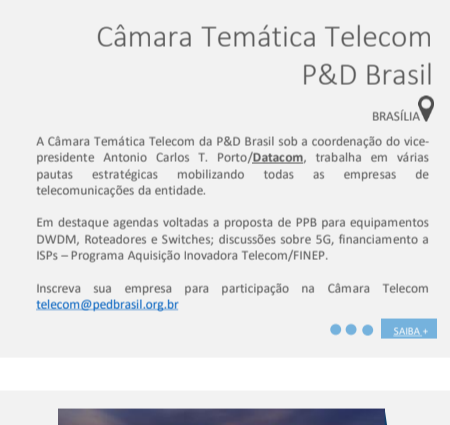 Câmara Temática Telecom
P&D Brasil
BRASÍLIA
A Câmara Temática Telecom da P&D Brasil sob a coordenação do vice-
presidente Antonio Carlos T. Porto/Datacom, trabalha em várias
pautas estratégicas mobilizando todas as empresas de
telecomunicações da entidade.
Em destaque agendas voltadas a proposta de PPB para equipamentos
DWDM, Roteadores e Switches; discussões sobre 5G, financiamento a
ISPs – Programa Aquisição Inovadora Telecom/FINEP.
Inscreva sua empresa para participação na Câmara Telecom
telecom@pedbrasil.org.br
SAIBA +